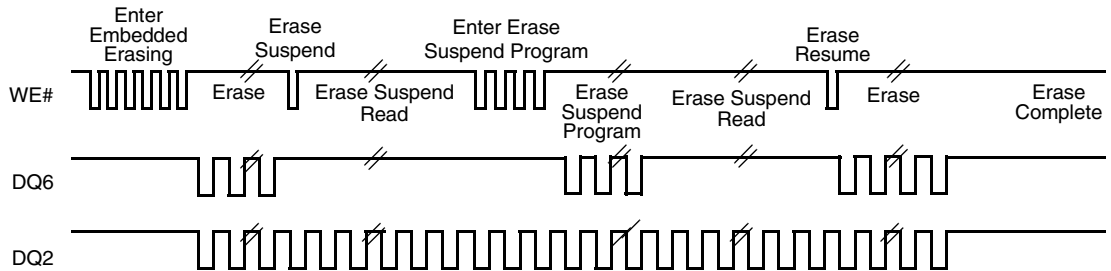 Enter
Embedded
Erasing
Erase
Suspend
Enter Erase
Suspend Program
Erase
Resume
WE#
Erase
Erase Suspend
Read
Erase
Suspend
Program
Erase Suspend
Read
Erase
Erase
Complete
DQ6
DQ2